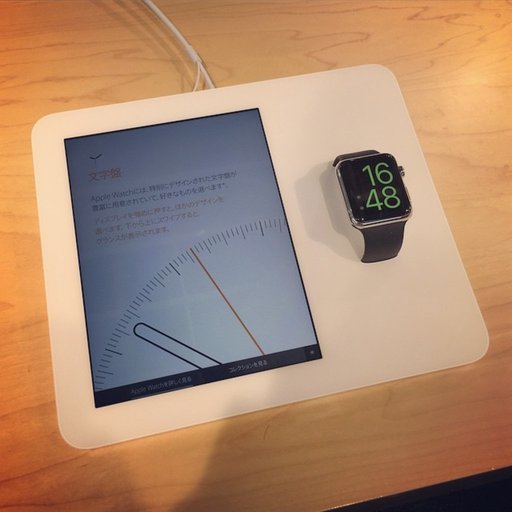 文字盤
Apple Watchには、特別にデザインされた文字盤が
豊富に用意されていて、好きなものを選べます*。
ディスプレイを強めに押すと、ほかのデザインを
選べます。下から上にスワイプすると、
グランスが表示されます。
Apple Watchを詳しく見る
コレクションを見る
16
48